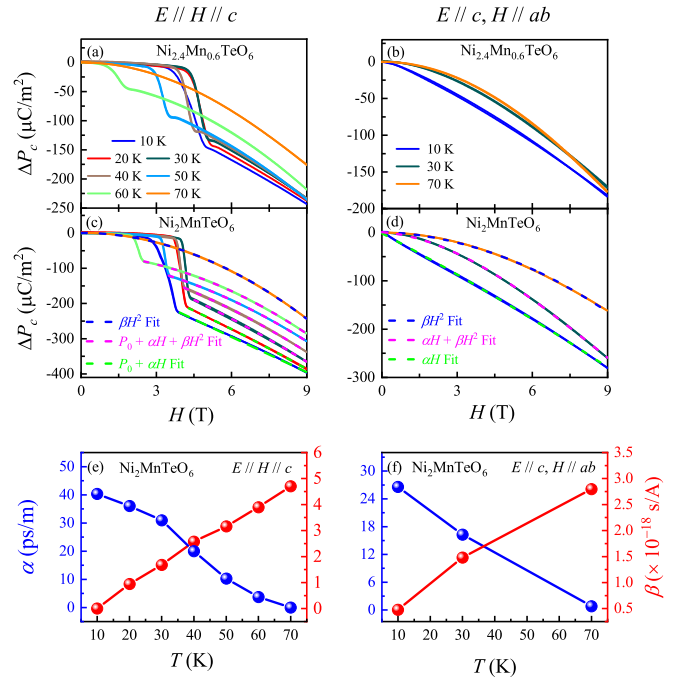 E // H // c
E // c, H // ab
(a) Ni2.4Mn0.6TeO6
ΔPc (μC/m²)
0
-50
-100
-150
-200
-250
10 K
20 K
30 K
40 K
50 K
60 K
70 K
(b) Ni2.4Mn0.6TeO6
0
-50
-100
-150
-200
10 K
30 K
70 K
(c) Ni2MnTeO6
ΔPc (μC/m²)
0
-100
-200
-300
-400
βH² Fit
P0 + αH + βH² Fit
P0 + αH Fit
0 3 6 9
H (T)
(d) Ni2MnTeO6
0
-100
-200
-300
βH² Fit
αH + βH² Fit
αH Fit
0 3 6 9
H (T)
(e) Ni2MnTeO6 E // H // c
α (ps/m)
50
40
30
20
10
0
6
5
4
3
2
1
0
10 20 30 40 50 60 70
T (K)
(f) Ni2MnTeO6 E // c, H // ab
30
24
18
12
6
0
3.5
3.0
2.5
2.0
1.5
1.0
0.5
β (× 10⁻¹⁸ s/A)
10 20 30 40 50 60 70
T (K)